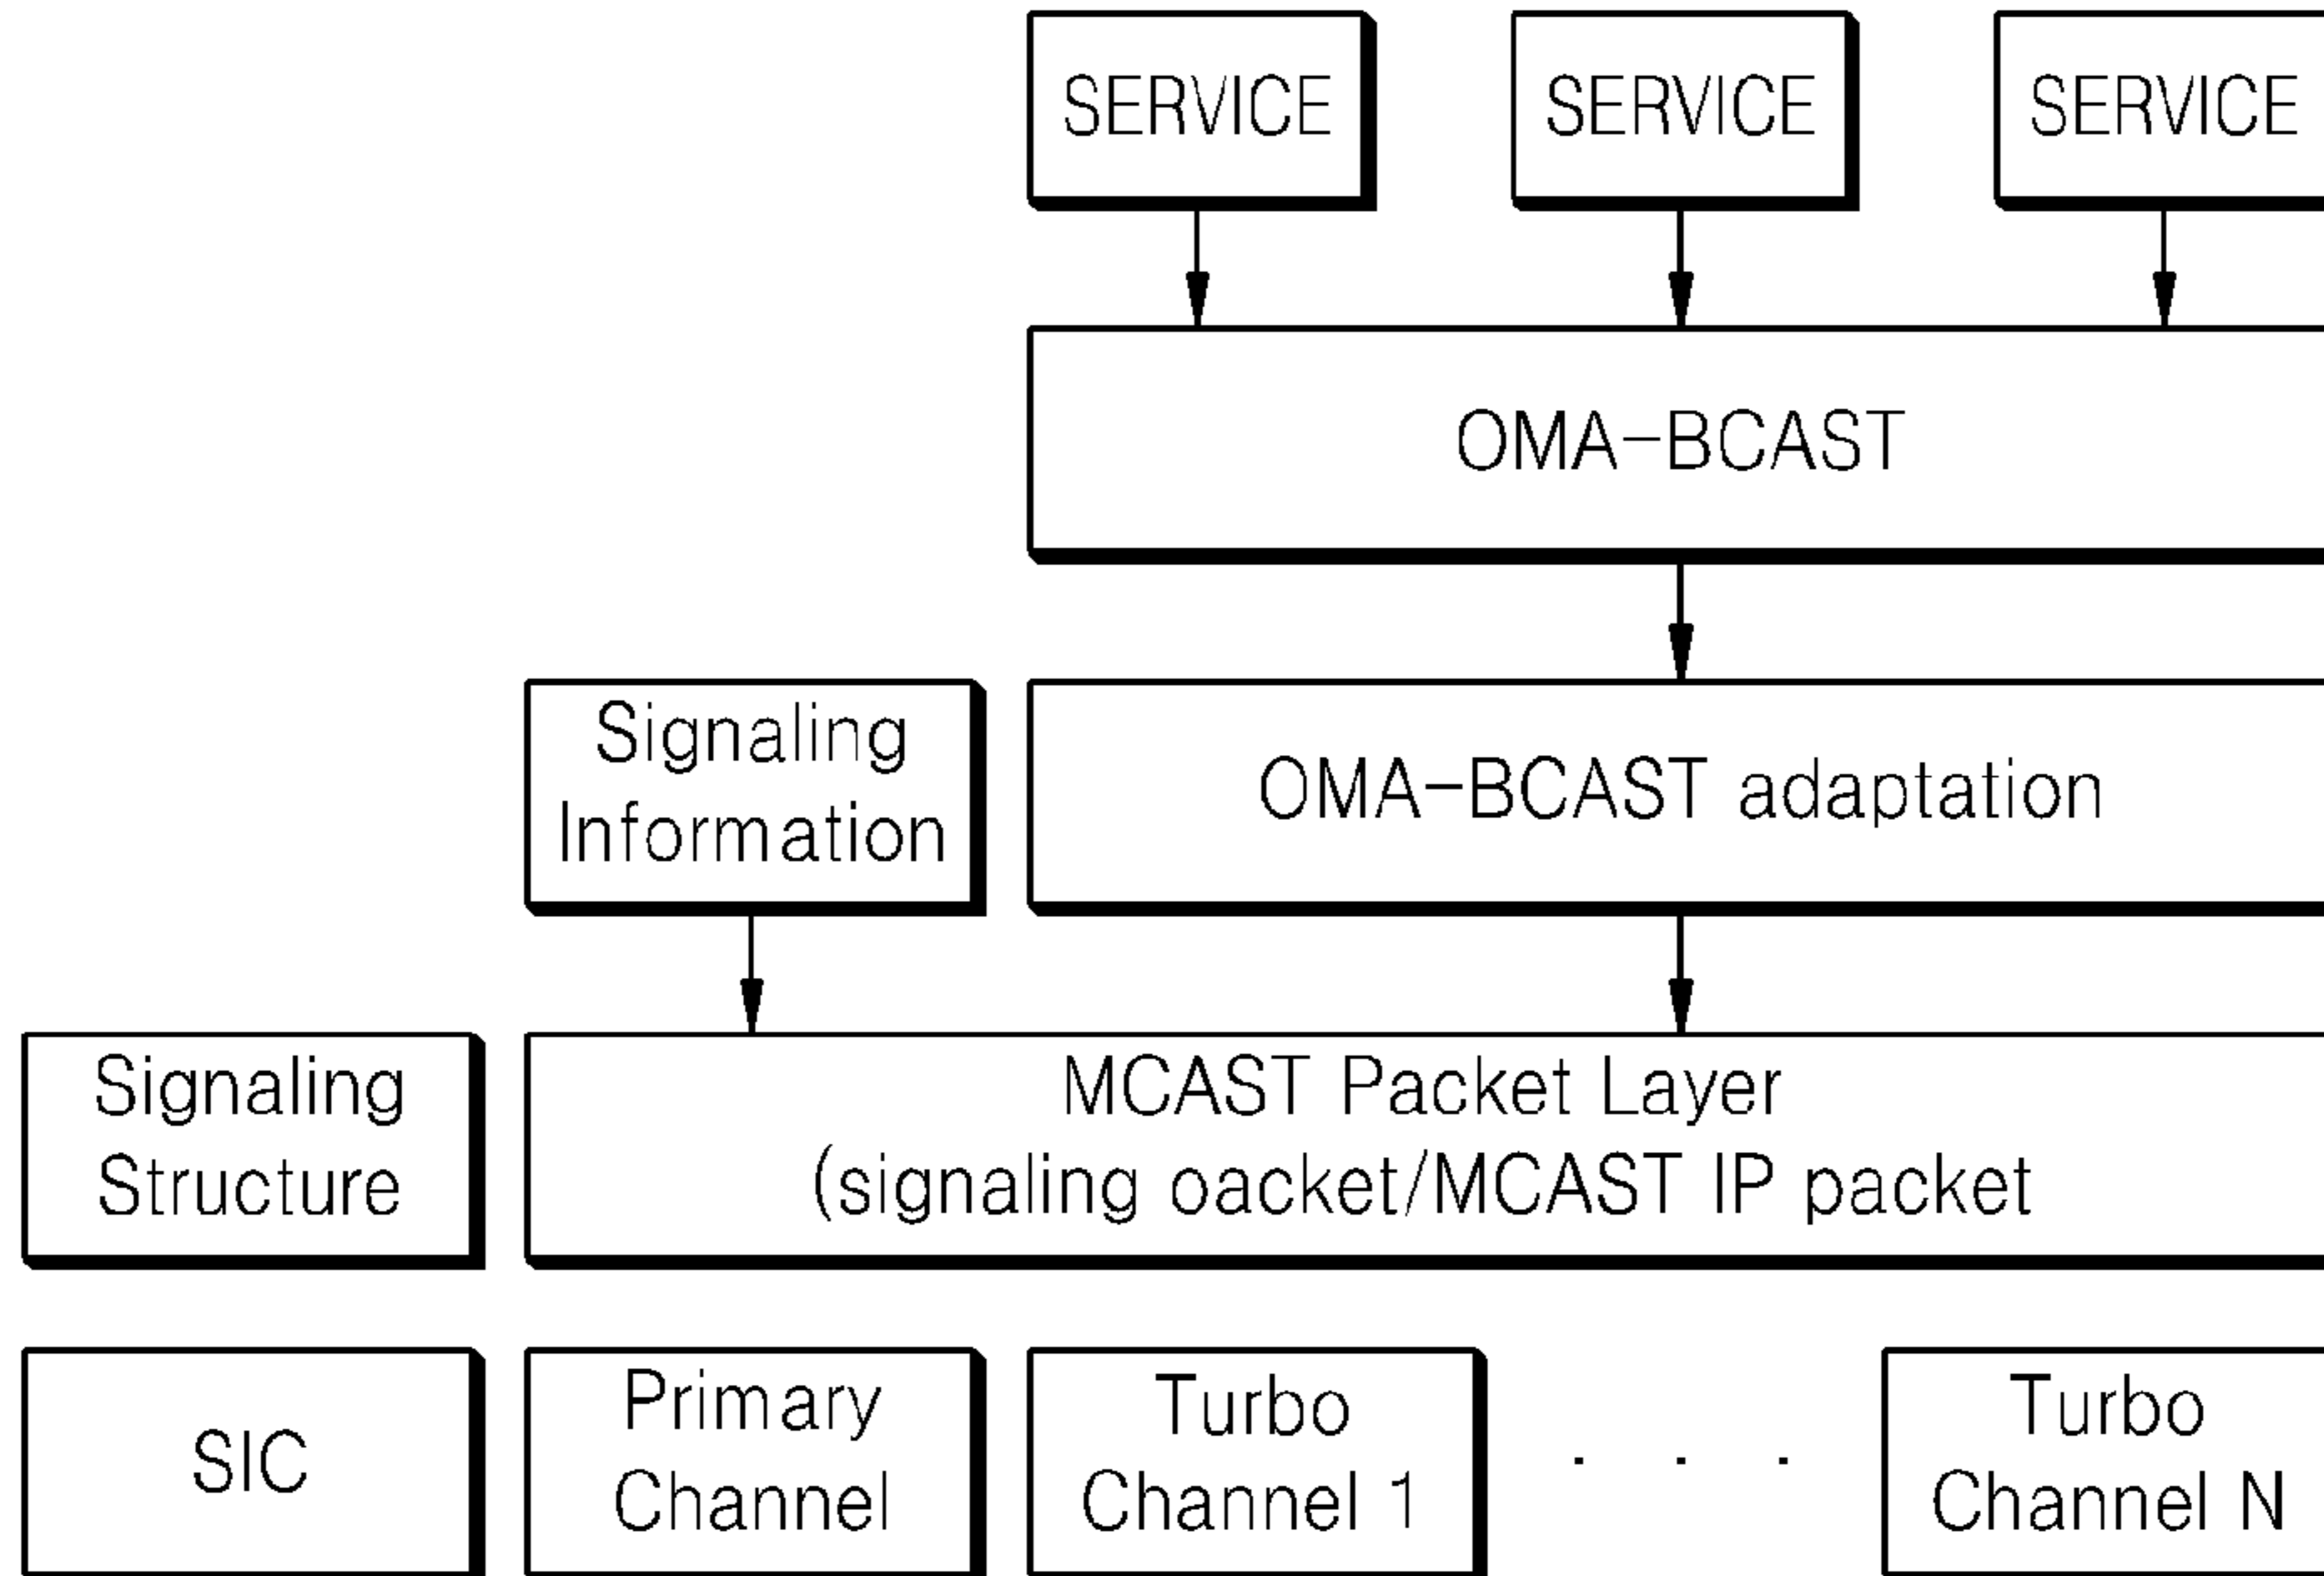 SERVICE SERVICE SERVICE
OMA-BCAST
Signaling
Information
OMA-BCAST adaptation
Signaling
Structure
MCAST Packet Layer
(signaling oacket/MCAST IP packet
SIC
Primary
Channel
Turbo
Channel 1
. . .
Turbo
Channel N